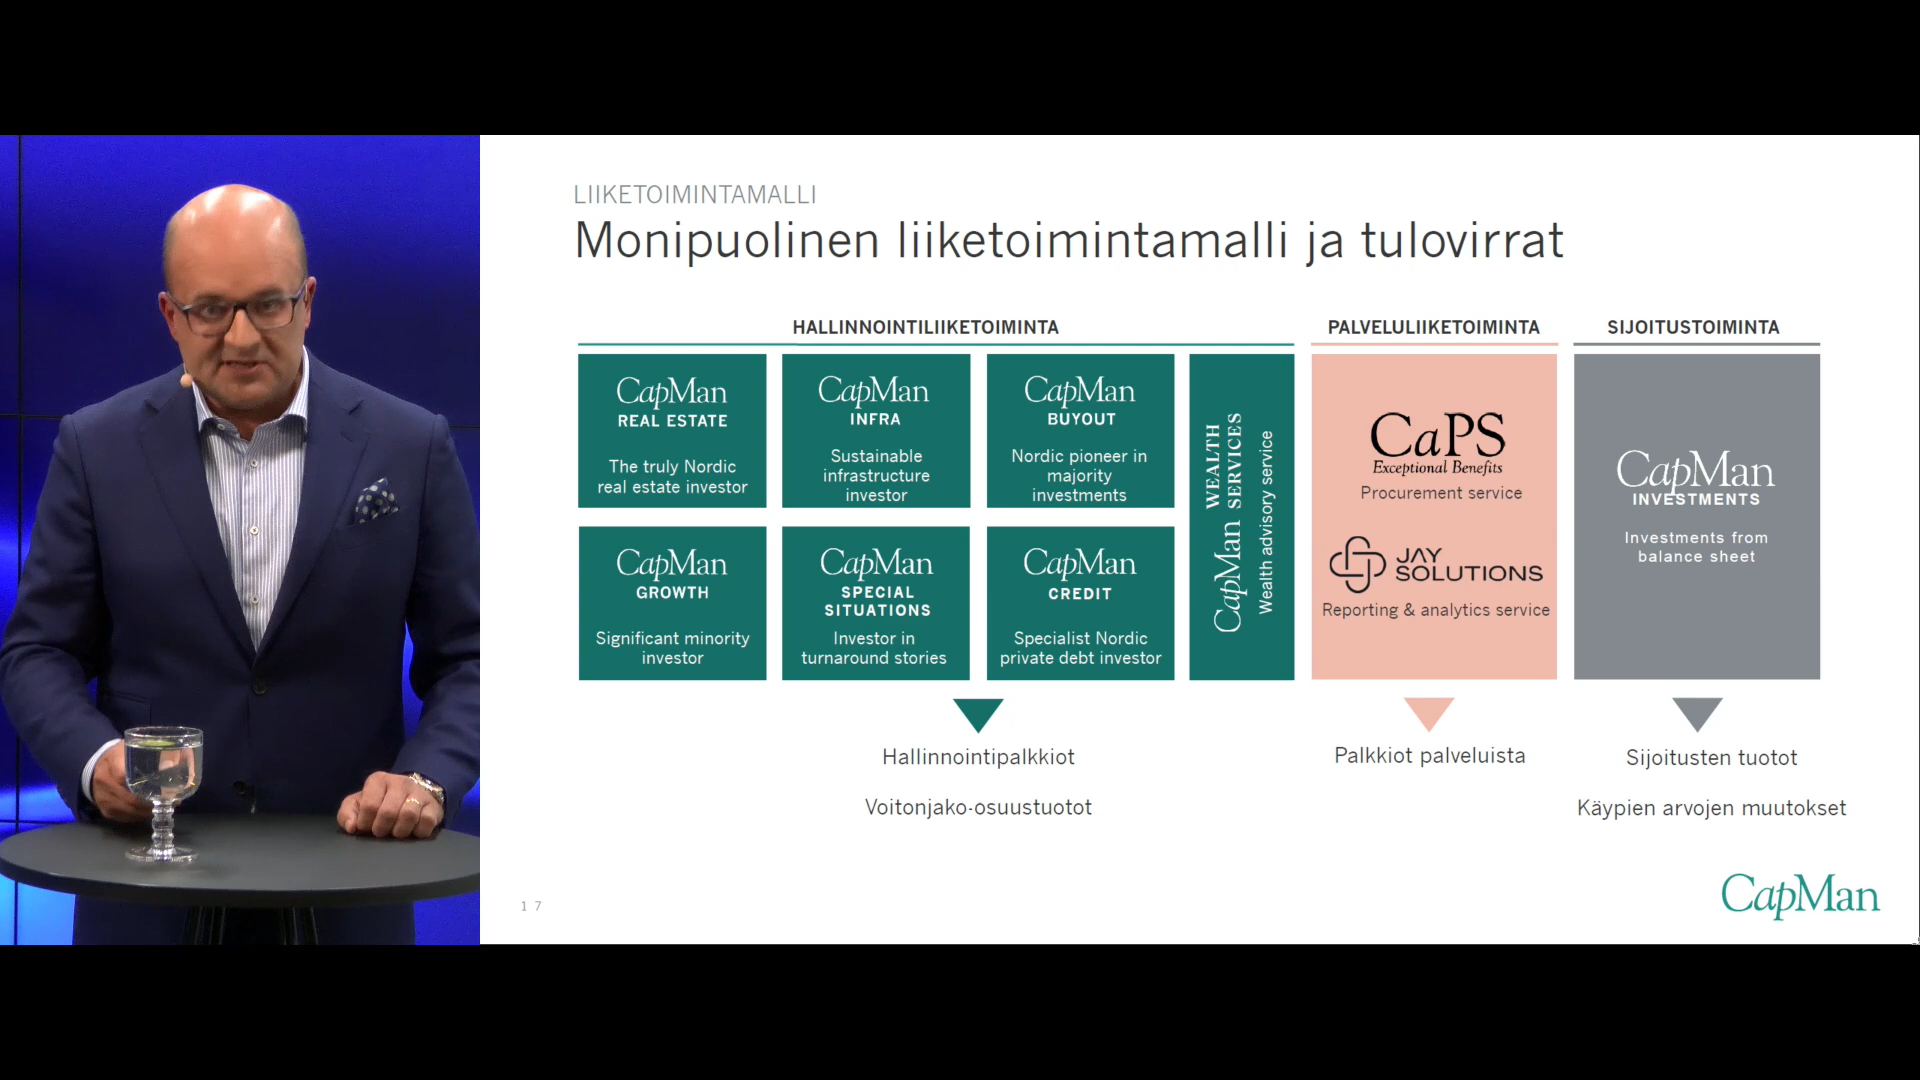 LIIKETOIMINTAMALLI
Monipuolinen liiketoimintamalli ja tulovirrat
HALLINNOINTILIIKETOIMINTA
CapMan
REAL ESTATE
The truly Nordic
real estate investor
CapMan
INFRA
Sustainable
infrastructure
investor
CapMan
BUYOUT
Nordic pioneer in
majority
investments
CapMan
GROWTH
Significant minority
investor
CapMan
SPECIAL
SITUATIONS
Investor in
turnaround stories
CapMan
CREDIT
Specialist Nordic
private debt investor
CapMan WEALTH
SERVICES
Wealth advisory service
Hallinnointipalkkiot
Voitonjako-osuustuotot
PALVELULIIKETOIMINTA
CaPS
Exceptional Benefits
Procurement service
JAY
SOLUTIONS
Reporting & analytics service
Palkkiot palveluista
SIJOITUSTOIMINTA
CapMan
INVESTMENTS
Investments from
balance sheet
Sijoitusten tuotot
Käypien arvojen muutokset
17
CapMan